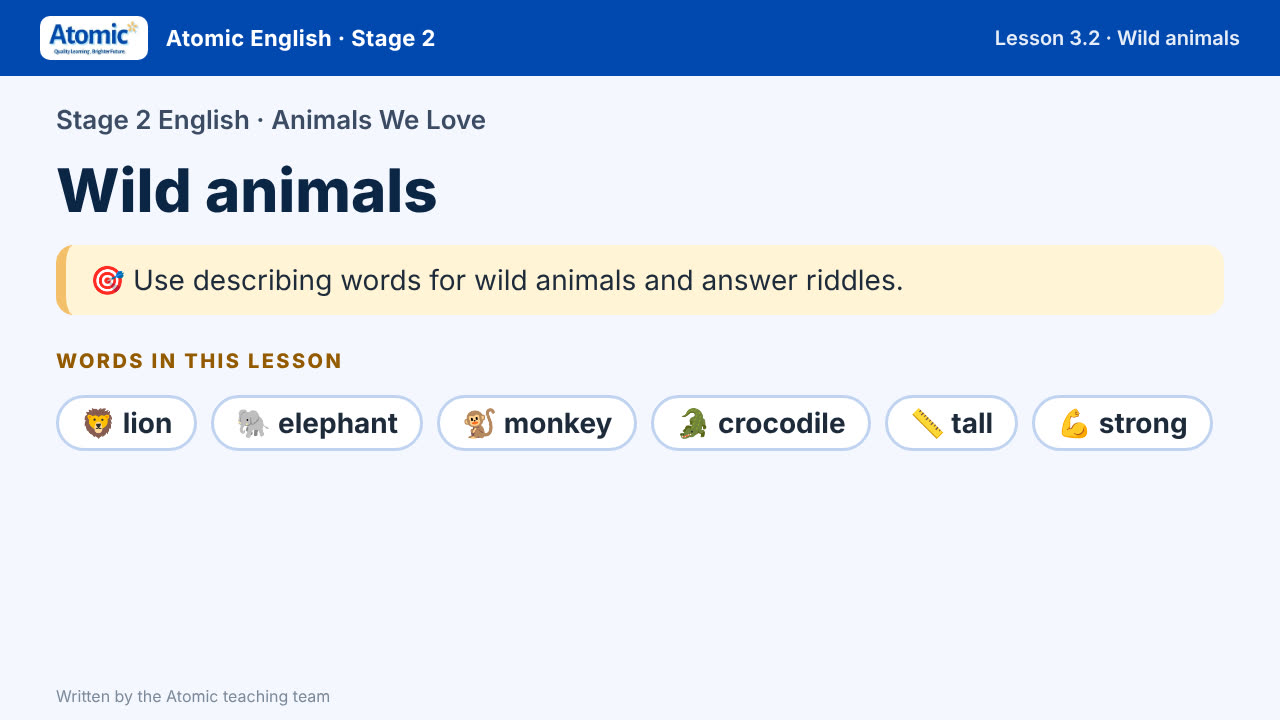 Atomic
Quality Learning. Brighter Future.
Atomic English · Stage 2
Lesson 3.2 · Wild animals
Stage 2 English · Animals We Love
Wild animals
🎯 Use describing words for wild animals and answer riddles.
WORDS IN THIS LESSON
🦁 lion 🐘 elephant 🐒 monkey 🐊 crocodile 📏 tall 💪 strong
Written by the Atomic teaching team